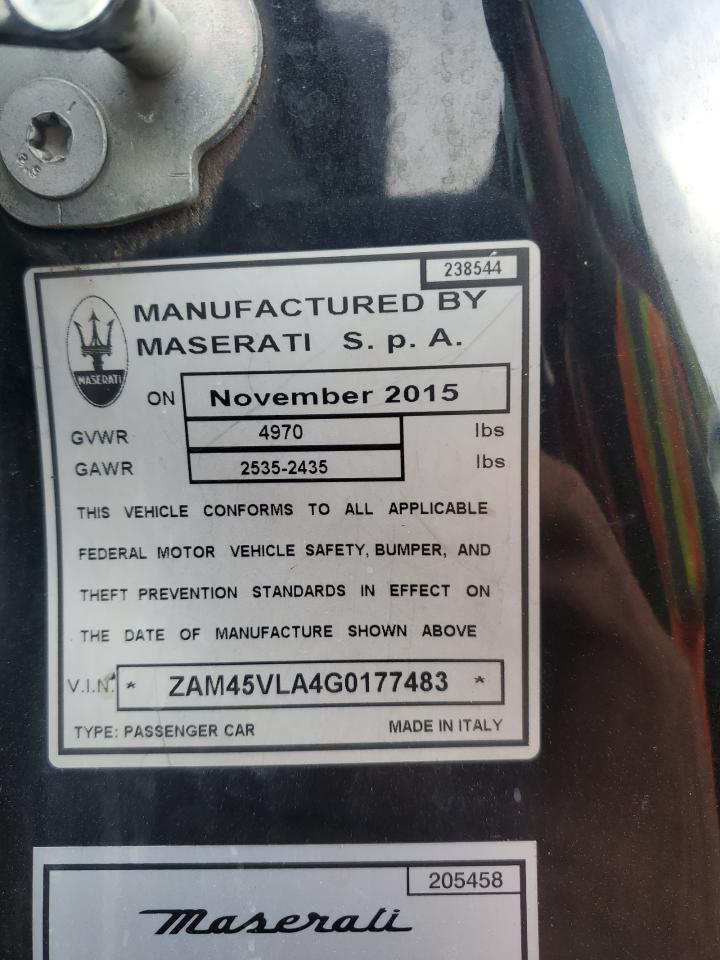 238544
MANUFACTURED BY
MASERATI S. p. A.
MASERATI
ON November 2015
GVWR 4970 lbs
GAWR 2535-2435 lbs
THIS VEHICLE CONFORMS TO ALL APPLICABLE
FEDERAL MOTOR VEHICLE SAFETY, BUMPER, AND
THEFT PREVENTION STANDARDS IN EFFECT ON
THE DATE OF MANUFACTURE SHOWN ABOVE
V.I.N. * ZAM45VLA4G0177483 *
TYPE: PASSENGER CAR MADE IN ITALY
205458
Maserati